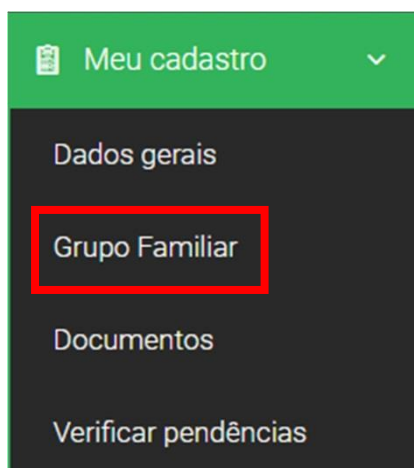 Meu cadastro
Dados gerais
Grupo Familiar
Documentos
Verificar pendências